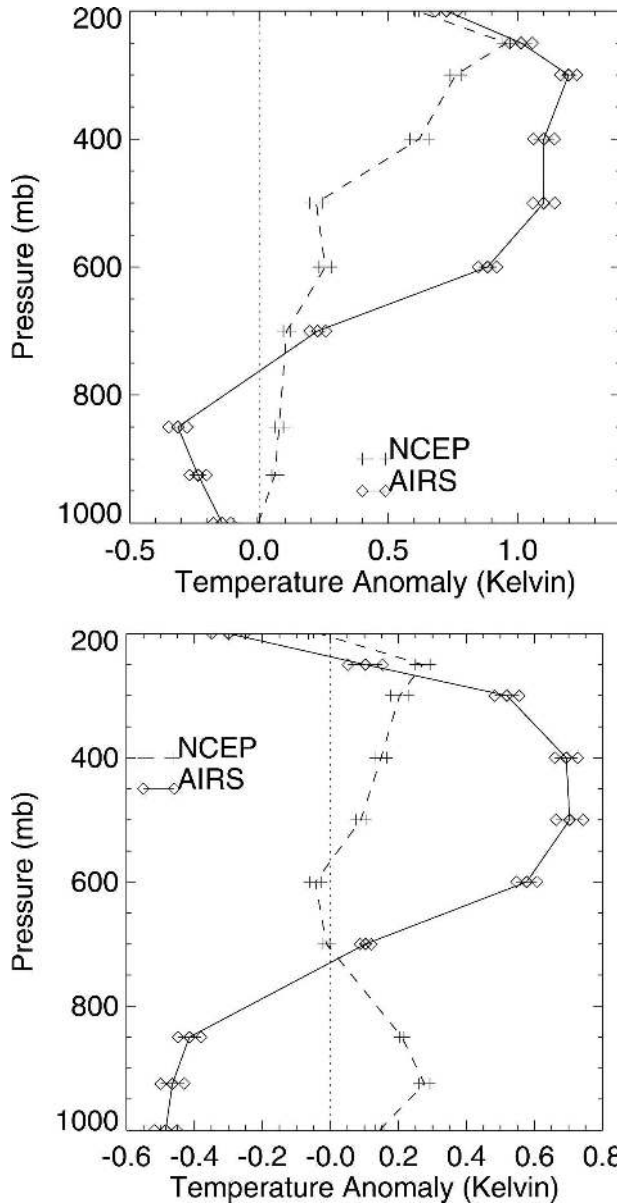 200
400
600
800
1000
Pressure (mb)
NCEP
AIRS
-0.5 0.0 0.5 1.0
Temperature Anomaly (Kelvin)
200
400
600
800
1000
Pressure (mb)
NCEP
AIRS
-0.6 -0.4 -0.2 -0.0 0.2 0.4 0.6 0.8
Temperature Anomaly (Kelvin)